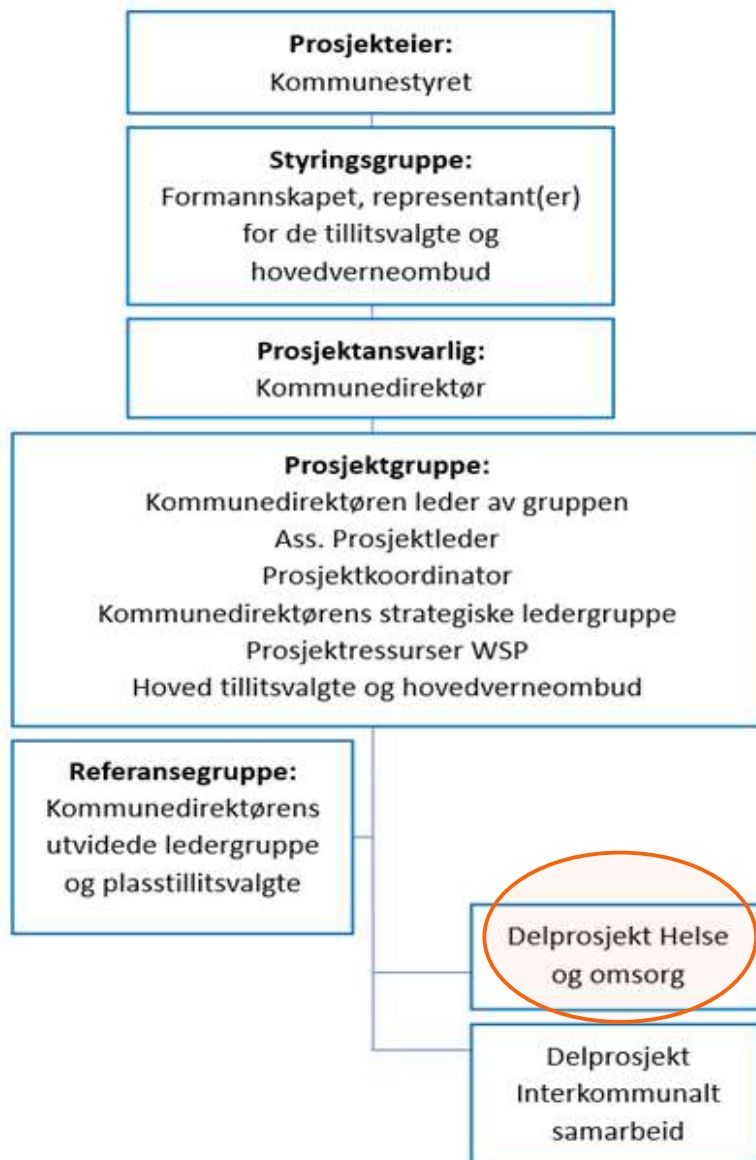 Prosjekteier:
Kommunestyret
Styringsgruppe:
Formannskapet, representant(er)
for de tillitsvalgte og
hovedverneombud
Prosjektansvarlig:
Kommunedirektør
Prosjektgruppe:
Kommunedirektøren leder av gruppen
Ass. Prosjektleder
Prosjektkoordinator
Kommunedirektørens strategiske ledergruppe
Prosjektressurser WSP
Hoved tillitsvalgte og hovedverneombud
Referansegruppe:
Kommunedirektørens
utvidede ledergruppe
og plasstillitsvalgte
Delprosjekt Helse
og omsorg
Delprosjekt
Interkommunalt
samarbeid